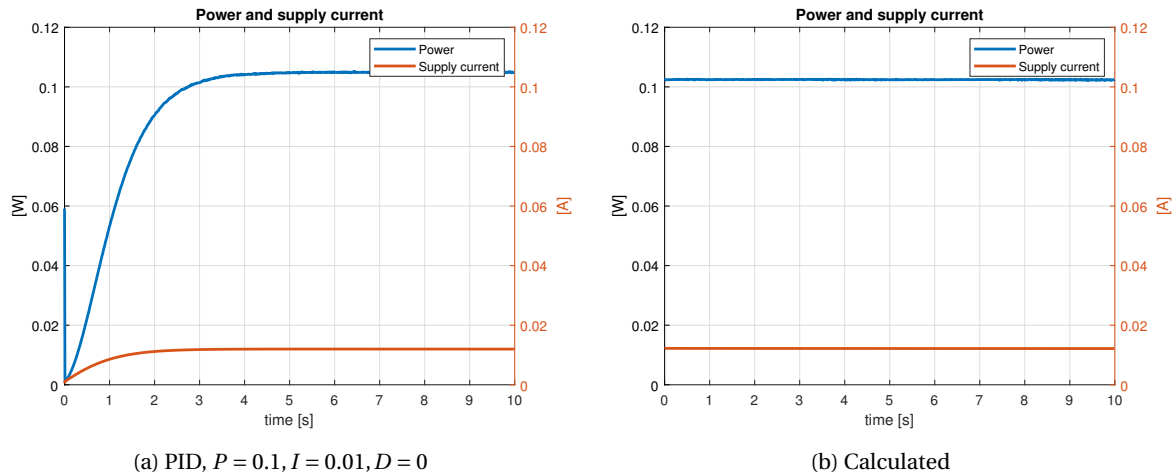 Power and supply current
Power
Supply current
0.12
0.1
0.08
0.06
0.04
0.02
0
[W]
0.12
0.1
0.08
0.06
0.04
0.02
0
[A]
0 1 2 3 4 5 6 7 8 9 10
time [s]
(a) PID, P = 0.1, I = 0.01, D = 0
Power and supply current
Power
Supply current
0.12
0.1
0.08
0.06
0.04
0.02
0
[W]
0.12
0.1
0.08
0.06
0.04
0.02
0
[A]
0 1 2 3 4 5 6 7 8 9 10
time [s]
(b) Calculated